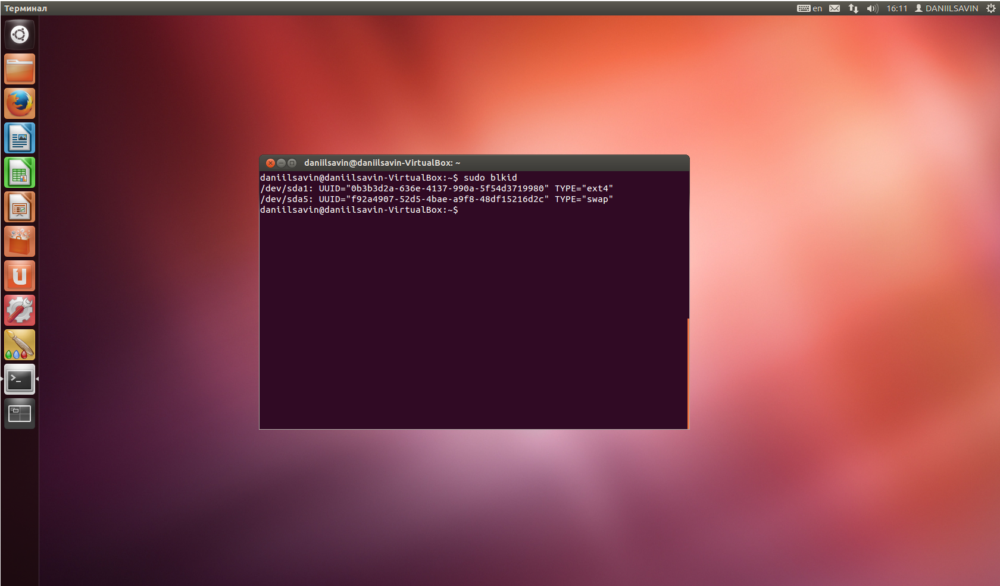 Терминал
en
16:11
DANIILSAVIN
daniilsavin@daniilsavin-VirtualBox: ~
daniilsavin@daniilsavin-VirtualBox:~$ sudo blkid
/dev/sda1: UUID="0b3b3d2a-636e-4137-990a-5f54d3719980" TYPE="ext4"
/dev/sda5: UUID="f92a4907-52d5-4bae-a9f8-48df15216d2c" TYPE="swap"
daniilsavin@daniilsavin-VirtualBox:~$